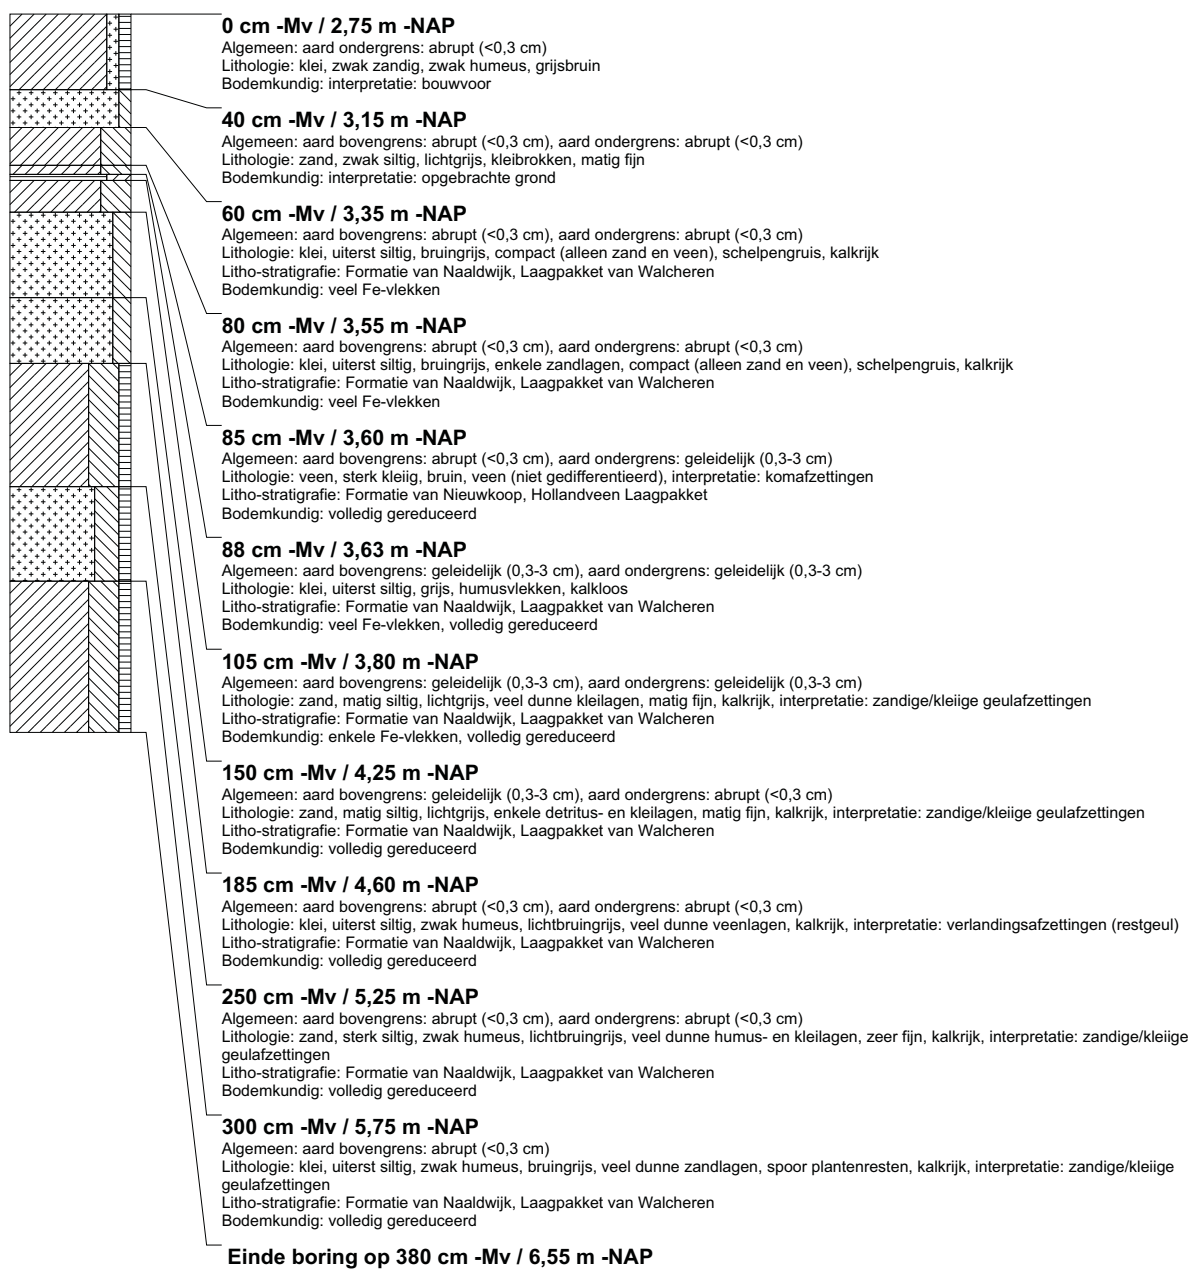 0 cm -Mv / 2,75 m -NAP
Algemeen: aard ondergrens: abrupt (<0,3 cm)
Lithologie: klei, zwak zandig, zwak humeus, grijsbruin
Bodemkundig: interpretatie: bouwvoor
40 cm -Mv / 3,15 m -NAP
Algemeen: aard bovengrens: abrupt (<0,3 cm), aard ondergrens: abrupt (<0,3 cm)
Lithologie: zand, zwak siltig, lichtgrijs, kleibrokken, matig fijn
Bodemkundig: interpretatie: opgebrachte grond
60 cm -Mv / 3,35 m -NAP
Algemeen: aard bovengrens: abrupt (<0,3 cm), aard ondergrens: abrupt (<0,3 cm)
Lithologie: klei, uiterst siltig, bruingrijs, compact (alleen zand en veen), schelpengruis, kalkrijk
Litho-stratigrafie: Formatie van Naaldwijk, Laagpakket van Walcheren
Bodemkundig: veel Fe-vlekken
80 cm -Mv / 3,55 m -NAP
Algemeen: aard bovengrens: abrupt (<0,3 cm), aard ondergrens: abrupt (<0,3 cm)
Lithologie: klei, uiterst siltig, bruingrijs, enkele zandlagen, compact (alleen zand en veen), schelpengruis, kalkrijk
Litho-stratigrafie: Formatie van Naaldwijk, Laagpakket van Walcheren
Bodemkundig: veel Fe-vlekken
85 cm -Mv / 3,60 m -NAP
Algemeen: aard bovengrens: abrupt (<0,3 cm), aard ondergrens: geleidelijk (0,3-3 cm)
Lithologie: veen, sterk kleiig, bruin, veen (niet gedifferentieerd), interpretatie: komafzettingen
Litho-stratigrafie: Formatie van Nieuwkoop, Hollandveen Laagpakket
Bodemkundig: volledig gereduceerd
88 cm -Mv / 3,63 m -NAP
Algemeen: aard bovengrens: geleidelijk (0,3-3 cm), aard ondergrens: geleidelijk (0,3-3 cm)
Lithologie: klei, uiterst siltig, grijs, humusvlekken, kalkloos
Litho-stratigrafie: Formatie van Naaldwijk, Laagpakket van Walcheren
Bodemkundig: veel Fe-vlekken, volledig gereduceerd
105 cm -Mv / 3,80 m -NAP
Algemeen: aard bovengrens: geleidelijk (0,3-3 cm), aard ondergrens: geleidelijk (0,3-3 cm)
Lithologie: zand, matig siltig, lichtgrijs, veel dunne kleilagen, matig fijn, kalkrijk, interpretatie: zandige/kleiige geulafzettingen
Litho-stratigrafie: Formatie van Naaldwijk, Laagpakket van Walcheren
Bodemkundig: enkele Fe-vlekken, volledig gereduceerd
150 cm -Mv / 4,25 m -NAP
Algemeen: aard bovengrens: geleidelijk (0,3-3 cm), aard ondergrens: abrupt (<0,3 cm)
Lithologie: zand, matig siltig, lichtgrijs, enkele detritus- en kleilagen, matig fijn, kalkrijk, interpretatie: zandige/kleiige geulafzettingen
Litho-stratigrafie: Formatie van Naaldwijk, Laagpakket van Walcheren
Bodemkundig: volledig gereduceerd
185 cm -Mv / 4,60 m -NAP
Algemeen: aard bovengrens: abrupt (<0,3 cm), aard ondergrens: abrupt (<0,3 cm)
Lithologie: klei, uiterst siltig, zwak humeus, lichtbruingrijs, veel dunne veenlagen, kalkrijk, interpretatie: verlandingsafzettingen (restgeul)
Litho-stratigrafie: Formatie van Naaldwijk, Laagpakket van Walcheren
Bodemkundig: volledig gereduceerd
250 cm -Mv / 5,25 m -NAP
Algemeen: aard bovengrens: abrupt (<0,3 cm), aard ondergrens: abrupt (<0,3 cm)
Lithologie: zand, sterk siltig, zwak humeus, lichtbruingrijs, veel dunne humus- en kleilagen, zeer fijn, kalkrijk, interpretatie: zandige/kleiige
geulafzettingen
Litho-stratigrafie: Formatie van Naaldwijk, Laagpakket van Walcheren
Bodemkundig: volledig gereduceerd
300 cm -Mv / 5,75 m -NAP
Algemeen: aard bovengrens: abrupt (<0,3 cm)
Lithologie: klei, uiterst siltig, zwak humeus, bruingrijs, veel dunne zandlagen, spoor plantenresten, kalkrijk, interpretatie: zandige/kleiige
geulafzettingen
Litho-stratigrafie: Formatie van Naaldwijk, Laagpakket van Walcheren
Bodemkundig: volledig gereduceerd
Einde boring op 380 cm -Mv / 6,55 m -NAP